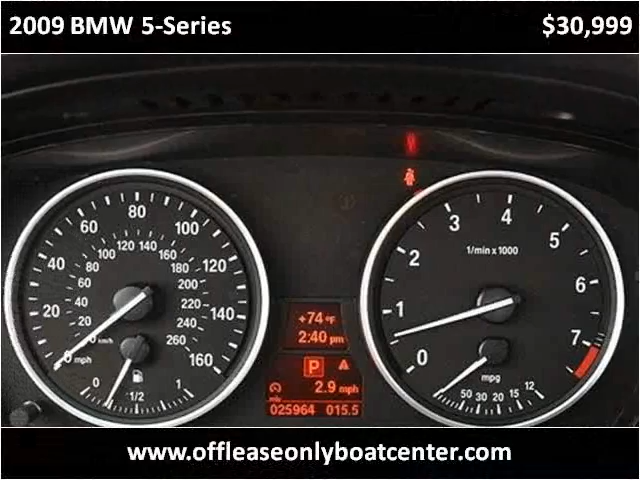 2009 BMW 5-Series $30,999
0 20 40 60 80 100 120 140 160
mph
0 20 40 60 80 100 120 140 160 180 200 220 240 260
km/h
0 1/2 1
0 1 2 3 4 5 6 7
1/min x 1000
mpg
50 30 20 15 12
+74 °F
2:40 pm
P
2.9 mph
mls
025964 015.5
www.offleaseonlyboatcenter.com